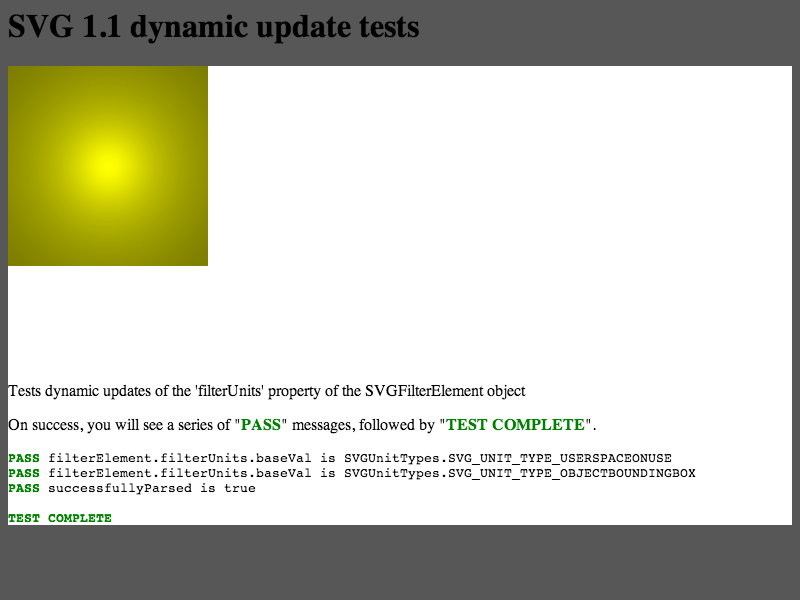 SVG 1.1 dynamic update tests
Tests dynamic updates of the 'filterUnits' property of the SVGFilterElement object
On success, you will see a series of "PASS" messages, followed by "TEST COMPLETE".
PASS filterElement.filterUnits.baseVal is SVGUnitTypes.SVG_UNIT_TYPE_USERSPACEONUSE
PASS filterElement.filterUnits.baseVal is SVGUnitTypes.SVG_UNIT_TYPE_OBJECTBOUNDINGBOX
PASS successfullyParsed is true
TEST COMPLETE